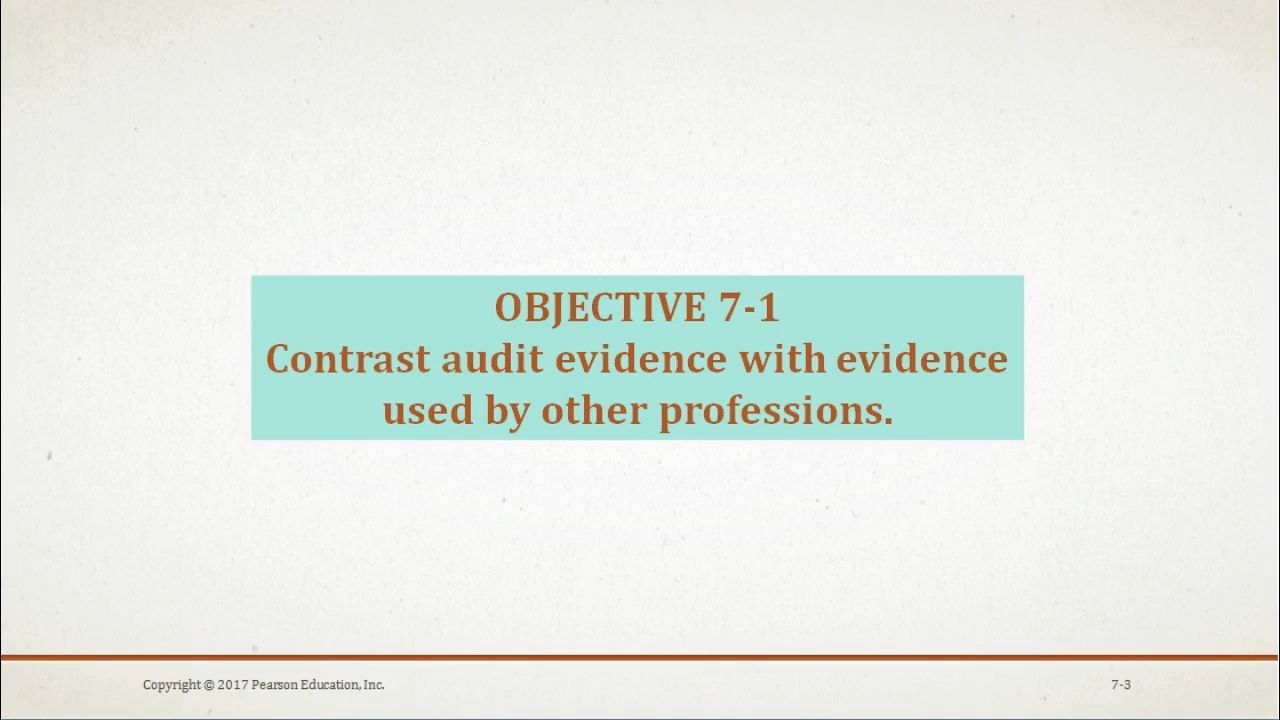 OBJECTIVE 7-1
Contrast audit evidence with evidence
used by other professions.
Copyright © 2017 Pearson Education, Inc.
7-3